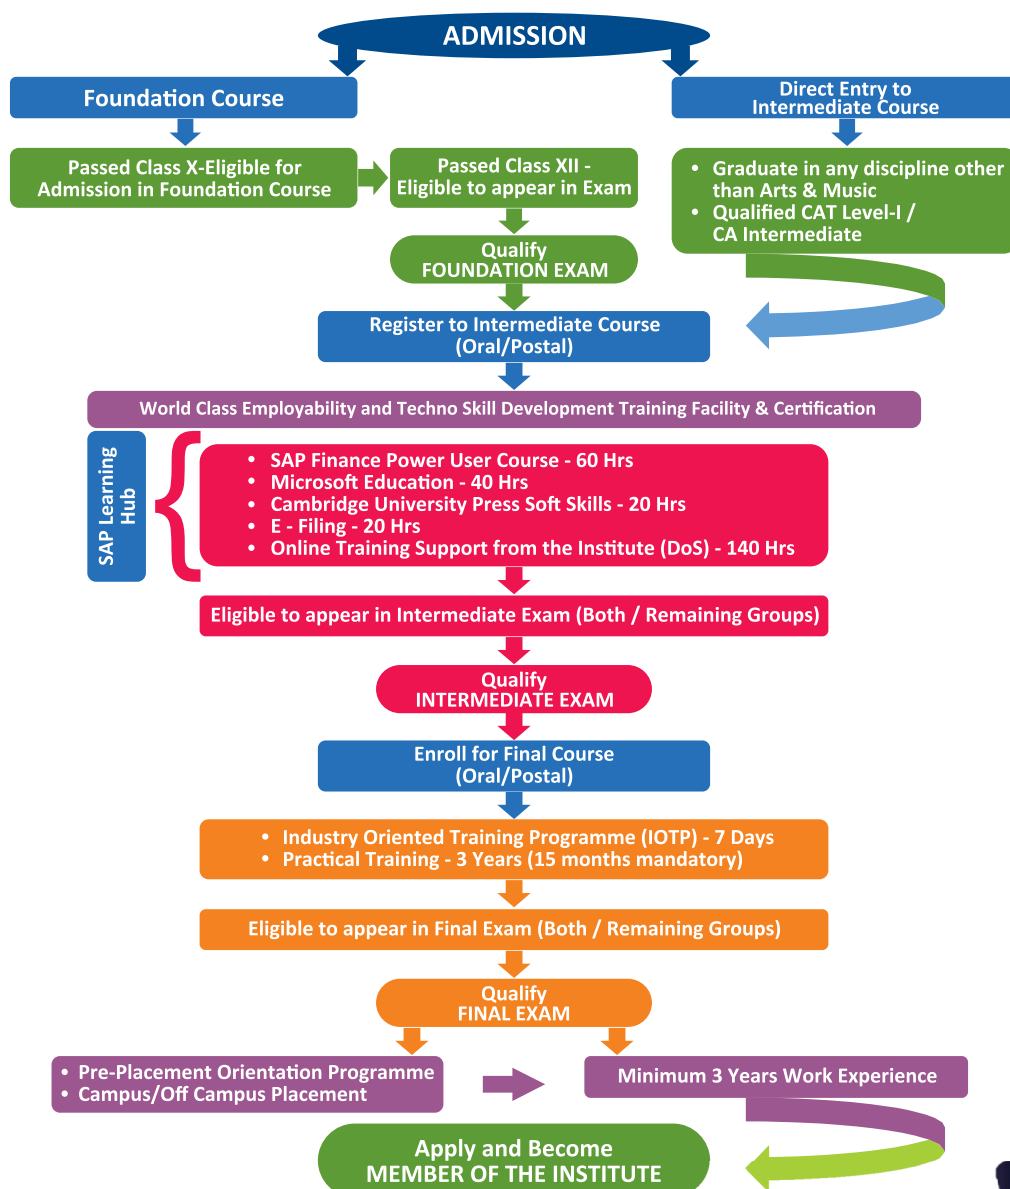 ADMISSION
Foundation Course
Direct Entry to
Intermediate Course
Passed Class X-Eligible for
Admission in Foundation Course
Passed Class XII -
Eligible to appear in Exam
• Graduate in any discipline other
than Arts & Music
• Qualified CAT Level-I /
CA Intermediate
Qualify
FOUNDATION EXAM
Register to Intermediate Course
(Oral/Postal)
World Class Employability and Techno Skill Development Training Facility & Certification
SAP Learning
Hub
• SAP Finance Power User Course - 60 Hrs
• Microsoft Education - 40 Hrs
• Cambridge University Press Soft Skills - 20 Hrs
• E - Filing - 20 Hrs
• Online Training Support from the Institute (DoS) - 140 Hrs
Eligible to appear in Intermediate Exam (Both / Remaining Groups)
Qualify
INTERMEDIATE EXAM
Enroll for Final Course
(Oral/Postal)
• Industry Oriented Training Programme (IOTP) - 7 Days
• Practical Training - 3 Years (15 months mandatory)
Eligible to appear in Final Exam (Both / Remaining Groups)
Qualify
FINAL EXAM
• Pre-Placement Orientation Programme
• Campus/Off Campus Placement
Minimum 3 Years Work Experience
Apply and Become
MEMBER OF THE INSTITUTE